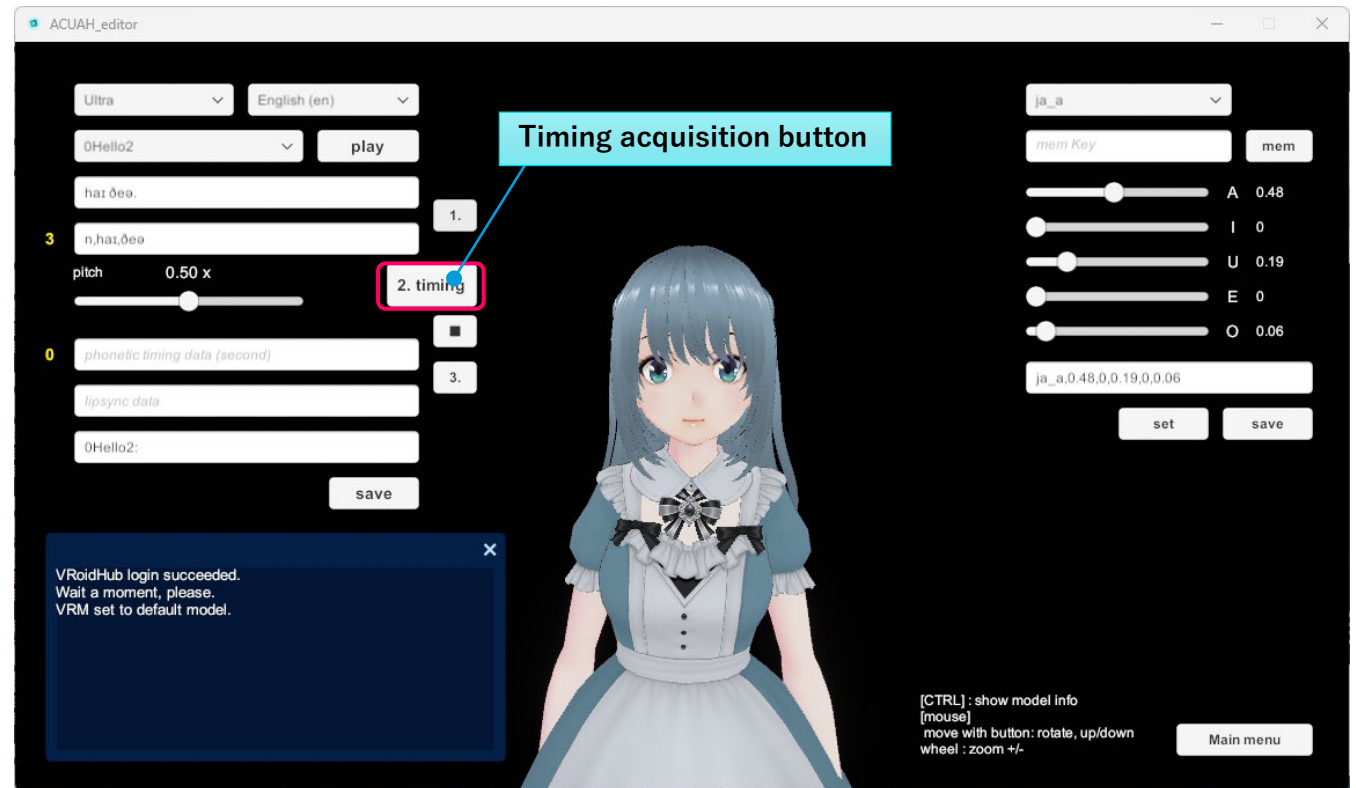 ACUAH_editor
Ultra
English (en)
0Hello2
play
haɪ ðeə.
1.
3
n,haɪ,ðeə
pitch
0.50 x
2. timing
■
0
phonetic timing data (second)
3.
lipsync data
0Hello2:
save
Timing acquisition button
ja_a
mem Key
mem
A 0.48
I 0
U 0.19
E 0
O 0.06
ja_a,0.48,0,0.19,0,0.06
set
save
VRoidHub login succeeded.
Wait a moment, please.
VRM set to default model.
[CTRL] : show model info
[mouse]
move with button: rotate, up/down
wheel : zoom +/-
Main menu